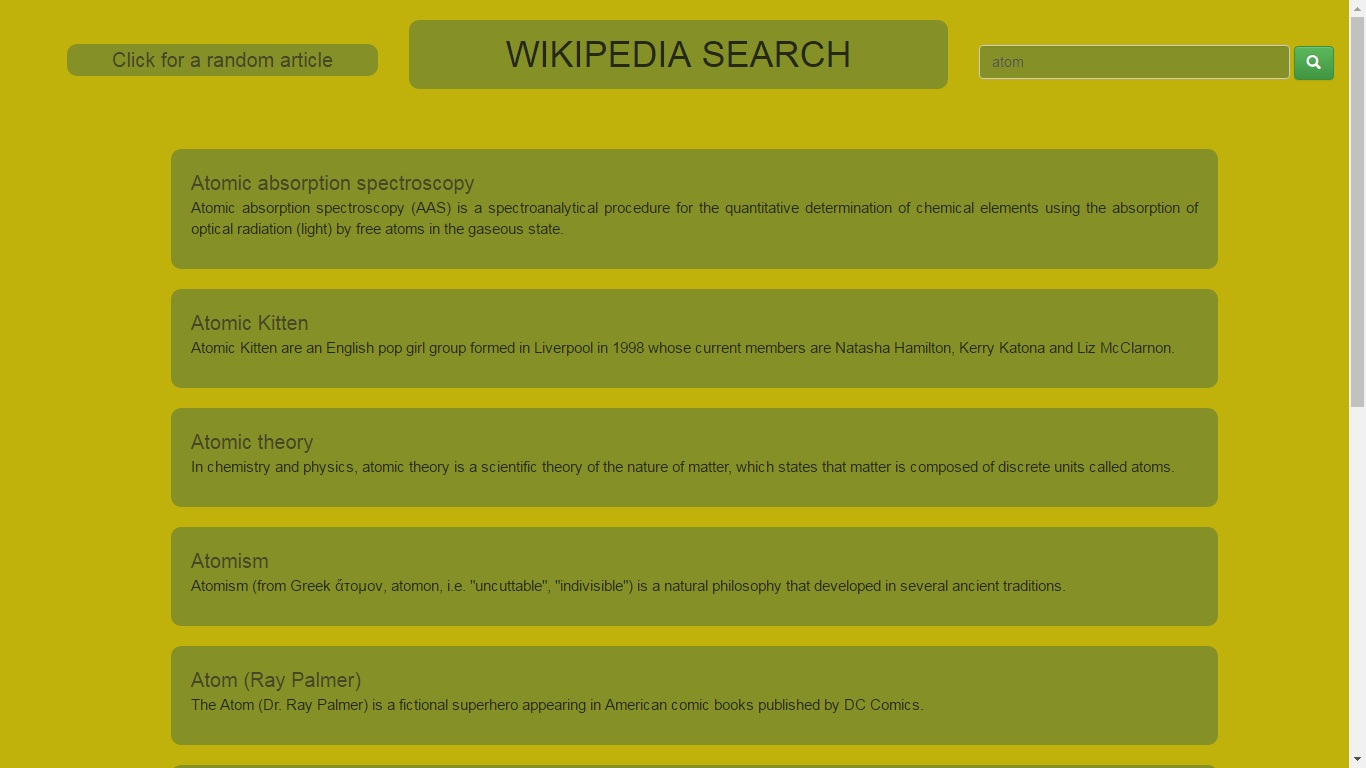 Click for a random article
WIKIPEDIA SEARCH
atom
Atomic absorption spectroscopy
Atomic absorption spectroscopy (AAS) is a spectroanalytical procedure for the quantitative determination of chemical elements using the absorption of
optical radiation (light) by free atoms in the gaseous state.
Atomic Kitten
Atomic Kitten are an English pop girl group formed in Liverpool in 1998 whose current members are Natasha Hamilton, Kerry Katona and Liz McClarnon.
Atomic theory
In chemistry and physics, atomic theory is a scientific theory of the nature of matter, which states that matter is composed of discrete units called atoms.
Atomism
Atomism (from Greek ἄτομον, atomon, i.e. "uncuttable", "indivisible") is a natural philosophy that developed in several ancient traditions.
Atom (Ray Palmer)
The Atom (Dr. Ray Palmer) is a fictional superhero appearing in American comic books published by DC Comics.